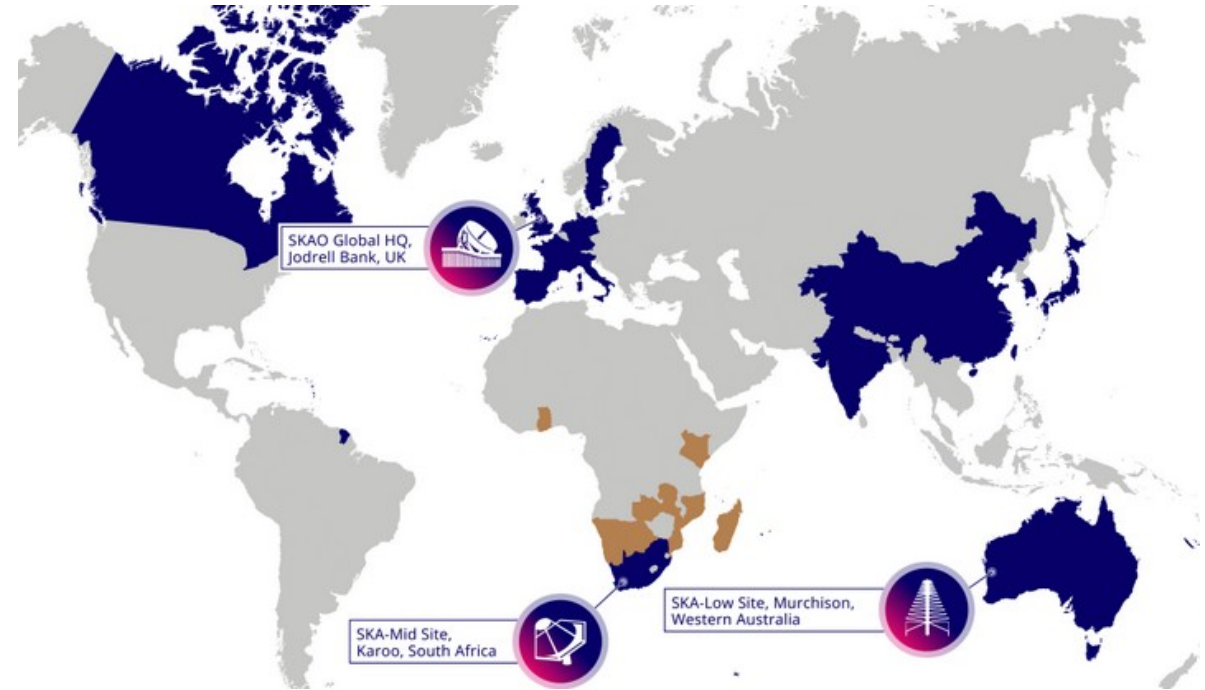 SKAO Global HQ,
Jodrell Bank, UK
SKA-Low Site, Murchison,
Western Australia
SKA-Mid Site,
Karoo, South Africa